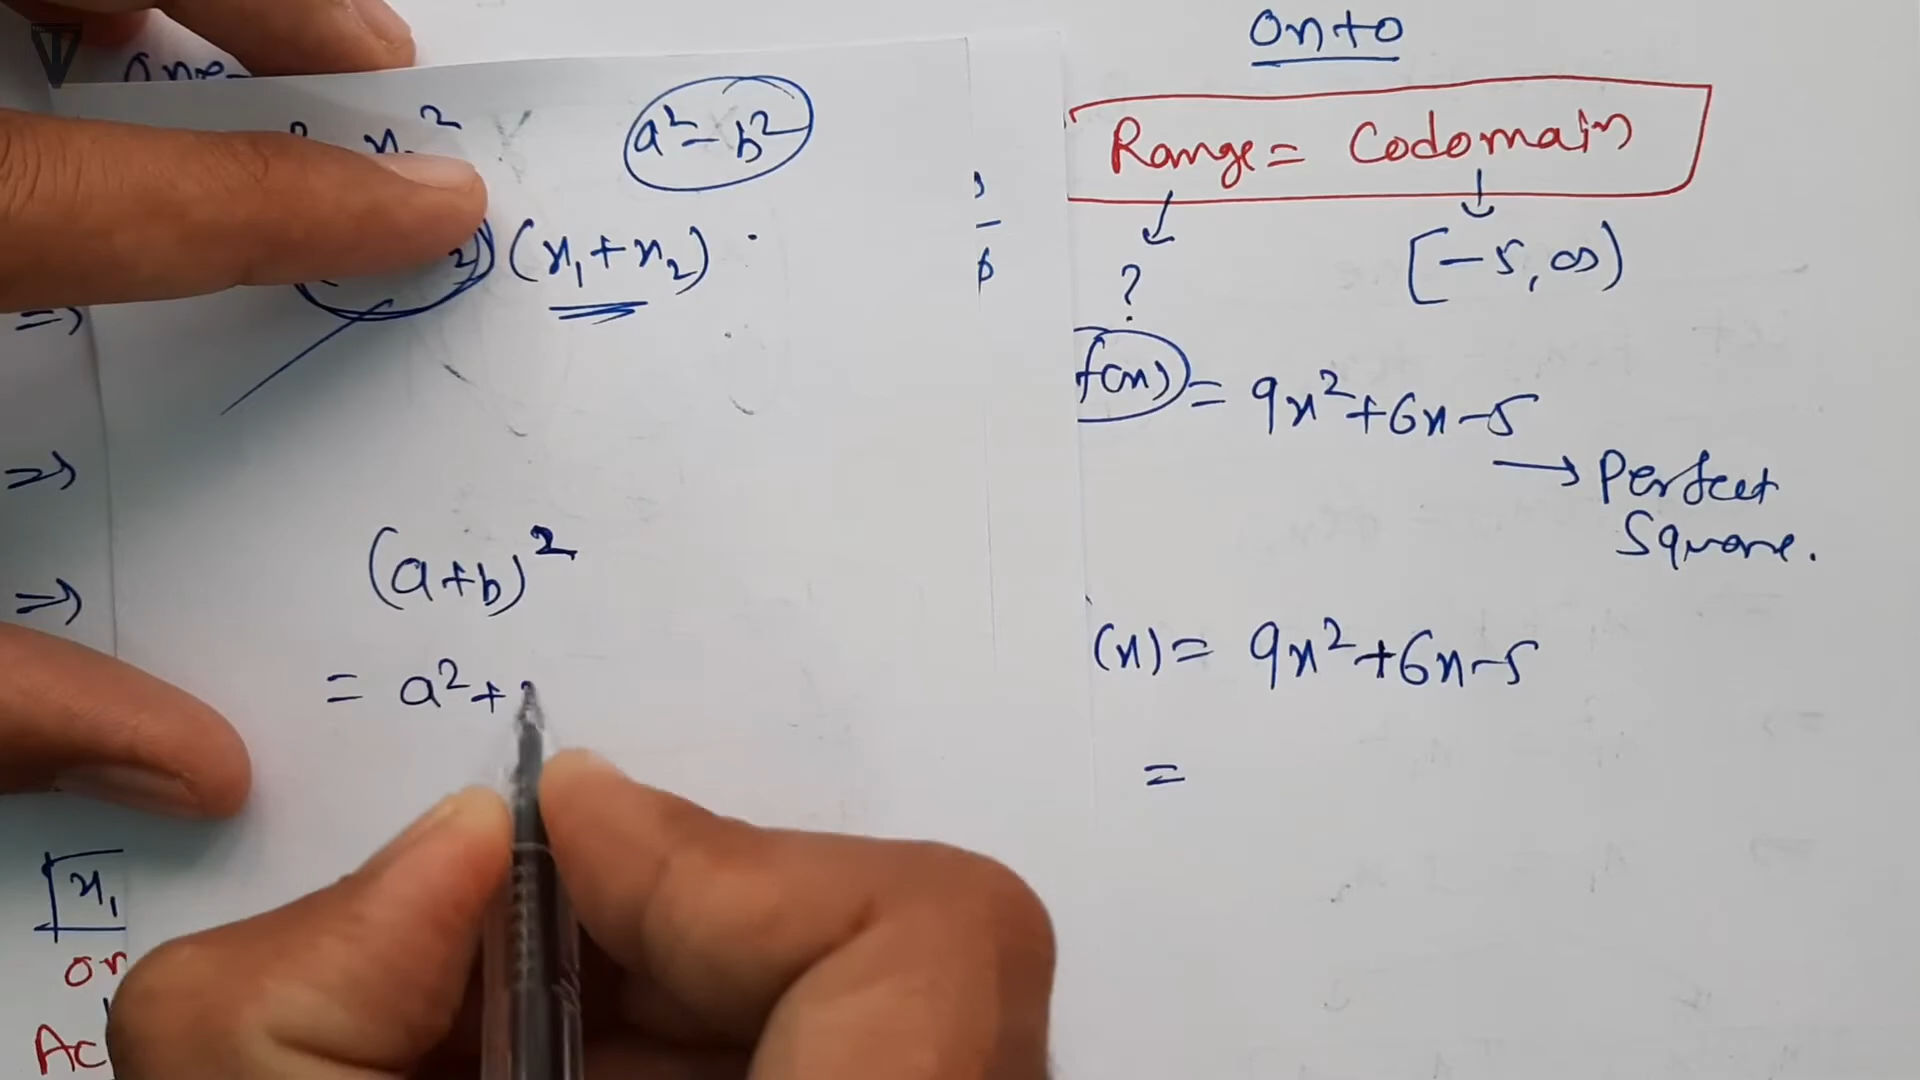 a² - b²
(x₁ + x₂)
(a+b)²
= a² +
=>
=>
=>
x₁
Onto
Range = Codomain
?
[-5, ∞)
f(x) = 9x² + 6x - 5
→ Perfect
Square.
(x) = 9x² + 6x - 5
=